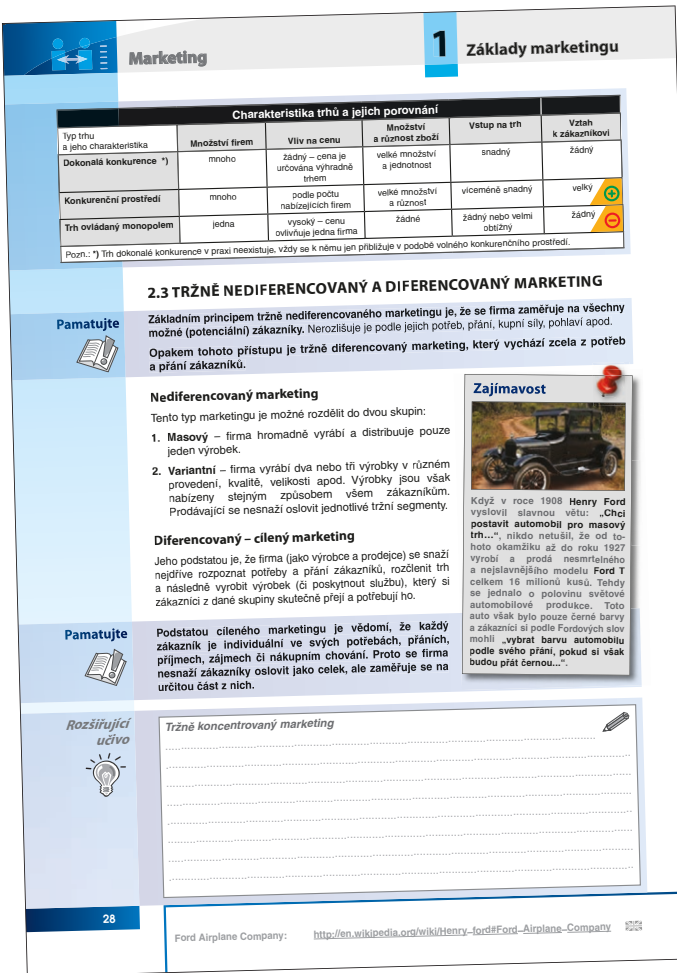 Marketing
1 Základy marketingu
Charakteristika trhů a jejich porovnání
Typ trhu
a jeho charakteristika
Množství firem
Vliv na cenu
Množství
a různost zboží
Vstup na trh
Vztah
k zákazníkovi
Dokonalá konkurence *)
mnoho
žádný – cena je
určována výhradně
trhem
velké množství
a jednotnost
snadný
žádný
Konkurenční prostředí
mnoho
podle počtu
nabízejících firem
velké množství
a různost
víceméně snadný
velký
Trh ovládaný monopolem
jedna
vysoký – cenu
ovlivňuje jedna firma
žádné
žádný nebo velmi
obtížný
žádný
Pozn.: *) Trh dokonalé konkurence v praxi neexistuje, vždy se k němu jen přibližuje v podobě volného konkurenčního prostředí.
2.3 TRŽNĚ NEDIFERENCOVANÝ A DIFERENCOVANÝ MARKETING
Pamatujte
Základním principem tržně nediferencovaného marketingu je, že se firma zaměřuje na všechny
možné (potenciální) zákazníky. Nerozlišuje je podle jejich potřeb, přání, kupní síly, pohlaví apod.
Opakem tohoto přístupu je tržně diferencovaný marketing, který vychází zcela z potřeb
a přání zákazníků.
Nediferencovaný marketing
Tento typ marketingu je možné rozdělit do dvou skupin:
1. Masový – firma hromadně vyrábí a distribuuje pouze
jeden výrobek.
2. Variantní – firma vyrábí dva nebo tři výrobky v různém
provedení, kvalitě, velikosti apod. Výrobky jsou však
nabízeny stejným způsobem všem zákazníkům.
Prodávající se nesnaží oslovit jednotlivé tržní segmenty.
Diferencovaný – cílený marketing
Jeho podstatou je, že firma (jako výrobce a prodejce) se snaží
nejdříve rozpoznat potřeby a přání zákazníků, rozčlenit trh
a následně vyrobit výrobek (či poskytnout službu), který si
zákazníci z dané skupiny skutečně přejí a potřebují ho.
Zajímavost
Když v roce 1908 Henry Ford
vyslovil slavnou větu: „Chci
postavit automobil pro masový
trh...“, nikdo netušil, že od to-
hoto okamžiku až do roku 1927
vyrobí a prodá nesmrtelného
a nejslavnějšího modelu Ford T
celkem 16 milionů kusů. Tehdy
se jednalo o polovinu světové
automobilové produkce. Toto
auto však bylo pouze černé barvy
a zákazníci si podle Fordových slov
mohli „vybrat barvu automobilu
podle svého přání, pokud si však
budou přát černou...“.
Pamatujte
Podstatou cíleného marketingu je vědomí, že každý
zákazník je individuální ve svých potřebách, přáních,
příjmech, zájmech či nákupním chování. Proto se firma
nesnaží zákazníky oslovit jako celek, ale zaměřuje se na
určitou část z nich.
Rozšiřující
učivo
Tržně koncentrovaný marketing
28
Ford Airplane Company: http://en.wikipedia.org/wiki/Henry_ford#Ford_Airplane_Company